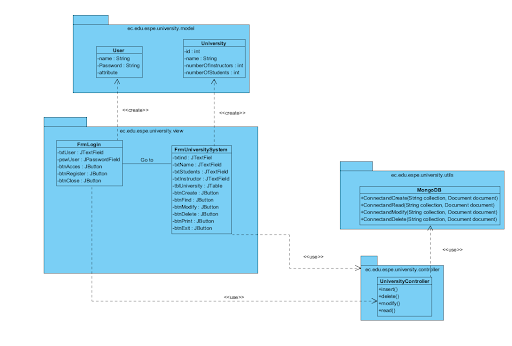 ec.edu.espe.university.model
User
-name : String
-Password : String
-attribute
University
-id : int
-name : String
-numberOfInstructors : int
-numberOfStudents : int
<<create>>
<<create>>
ec.edu.espe.university.view
FrmLogin
-txtUser : JTextField
-pswUser : JPasswordField
-btnAcces : JButton
-btnRegister : JButton
-btnClose : JButton
Go to
FrmUniversitySystem
-txtInd : JTextFiel
-txtName : JTextField
-txtStudents : JTextField
-txtInstructor : JTextField
-tblUniversity : JTable
-btnCreate : JButton
-btnFind : JButton
-btnModify : JButton
-btnDelete : JButton
-btnPrint : JButton
-btnExit : JButton
ec.edu.espe.university.utils
MongoDB
+ConnectandCreate(String collection, Document document)
+ConnectandRead(String collection, Document document)
+ConnectandModify(String collection, Document document)
+ConnectandDelete(String collection, Document document)
<<use>>
<<use>>
ec.edu.espe.university.controller
UniversityController
+insert()
+delete()
+modify()
+read()
<<use>>